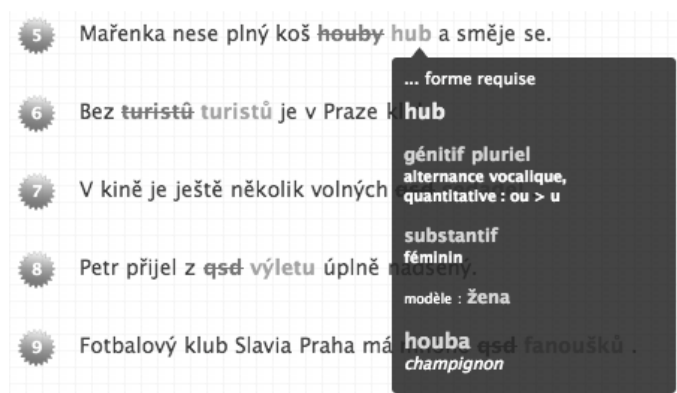 5 Mařenka nese plný koš houby hub a směje se.
6 Bez turistû turistů je v Praze
7 V kině je ještě několik volných
8 Petr přijel z qsd výletu úplně nadšený.
9 Fotbalový klub Slavia Praha má qsd fanoušků .
... forme requise
hub
génitif pluriel
alternance vocalique,
quantitative : ou > u
substantif
féminin
modèle : žena
houba
champignon